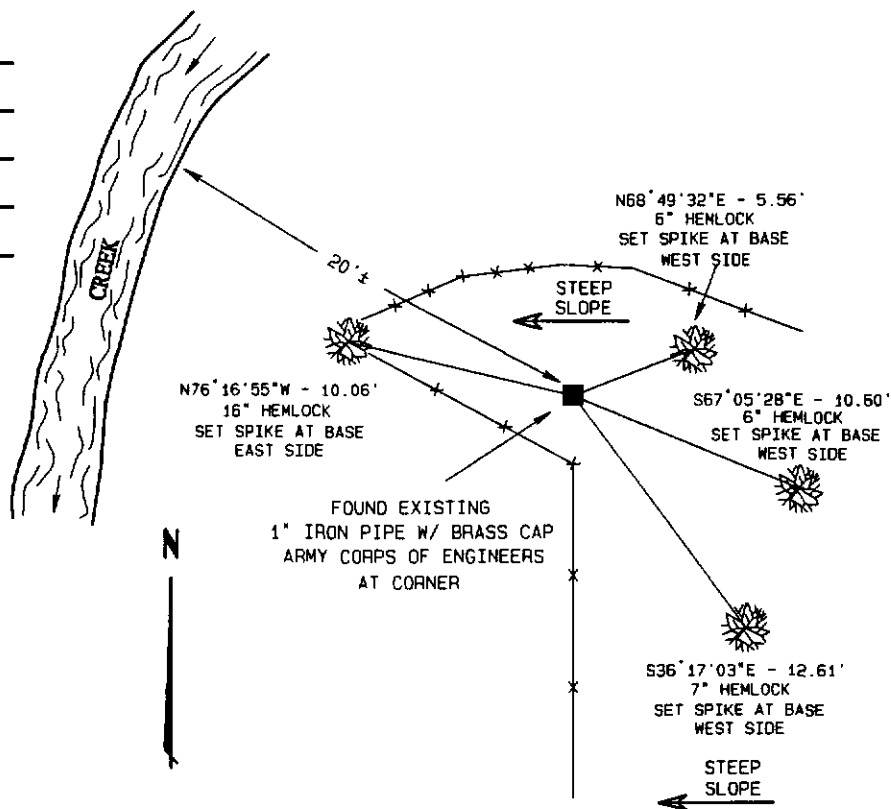 CREEK
20'±
N68°49'32"E - 5.56'
6" HEMLOCK
SET SPIKE AT BASE
WEST SIDE
STEEP
SLOPE
N76°16'55"W - 10.06'
16" HEMLOCK
SET SPIKE AT BASE
EAST SIDE
S67°05'28"E - 10.60'
6" HEMLOCK
SET SPIKE AT BASE
WEST SIDE
FOUND EXISTING
1" IRON PIPE W/ BRASS CAP
ARMY CORPS OF ENGINEERS
AT CORNER
N
S36°17'03"E - 12.61'
7" HEMLOCK
SET SPIKE AT BASE
WEST SIDE
STEEP
SLOPE